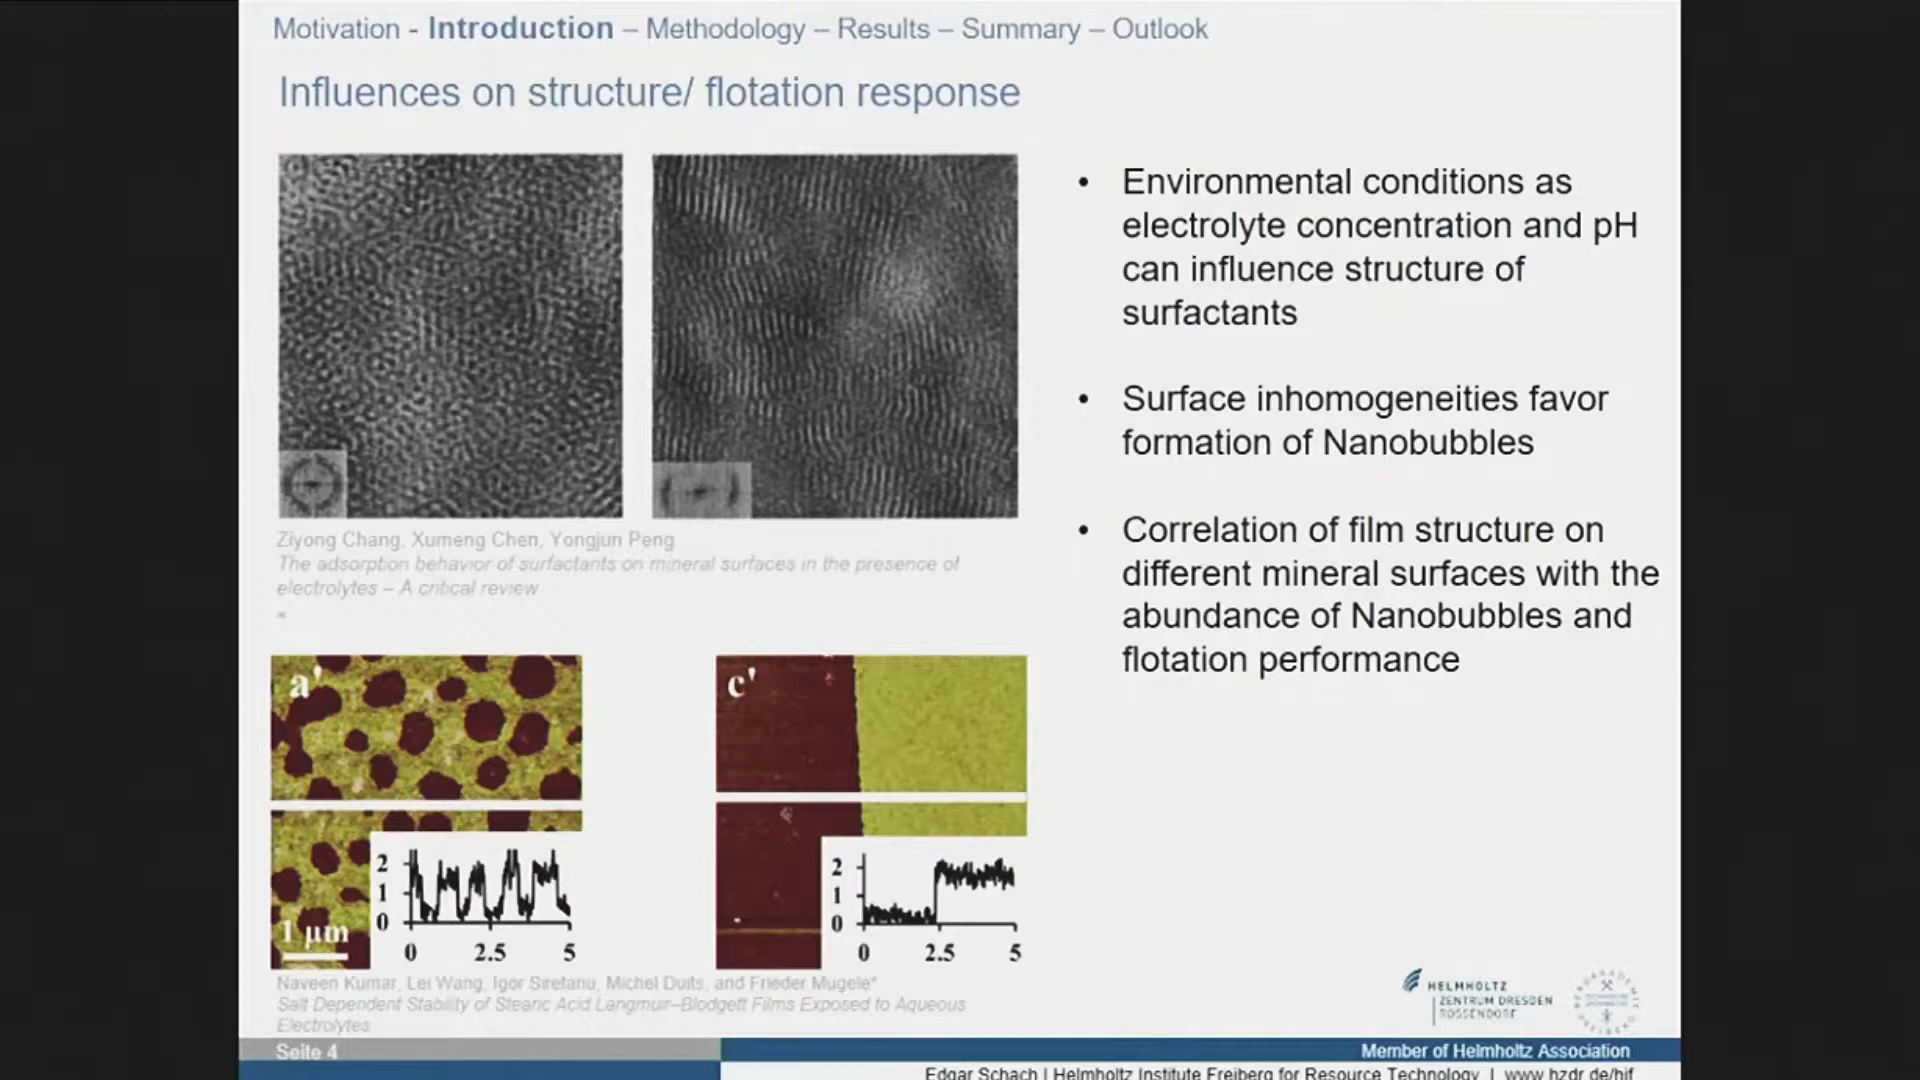 Motivation - Introduction – Methodology – Results – Summary – Outlook
Influences on structure/ flotation response
• Environmental conditions as
electrolyte concentration and pH
can influence structure of
surfactants
• Surface inhomogeneities favor
formation of Nanobubbles
• Correlation of film structure on
different mineral surfaces with the
abundance of Nanobubbles and
flotation performance
Ziyong Chang, Xumeng Chen, Yongjun Peng
The adsorption behavior of surfactants on mineral surfaces in the presence of
electrolytes – A critical review
a'
c'
2
1
0
0 2.5 5
1 µm
2
1
0
0 2.5 5
Naveen Kumar, Lei Wang, Igor Siretanu, Michel Duits, and Frieder Mugele*
Salt Dependent Stability of Stearic Acid Langmuir–Blodgett Films Exposed to Aqueous
Electrolytes
HELMHOLTZ
ZENTRUM DRESDEN
ROSSENDORF
Seite 4
Member of Helmholtz Association
Edgar Schach | Helmholtz Institute Freiberg for Resource Technology | www.hzdr.de/hif